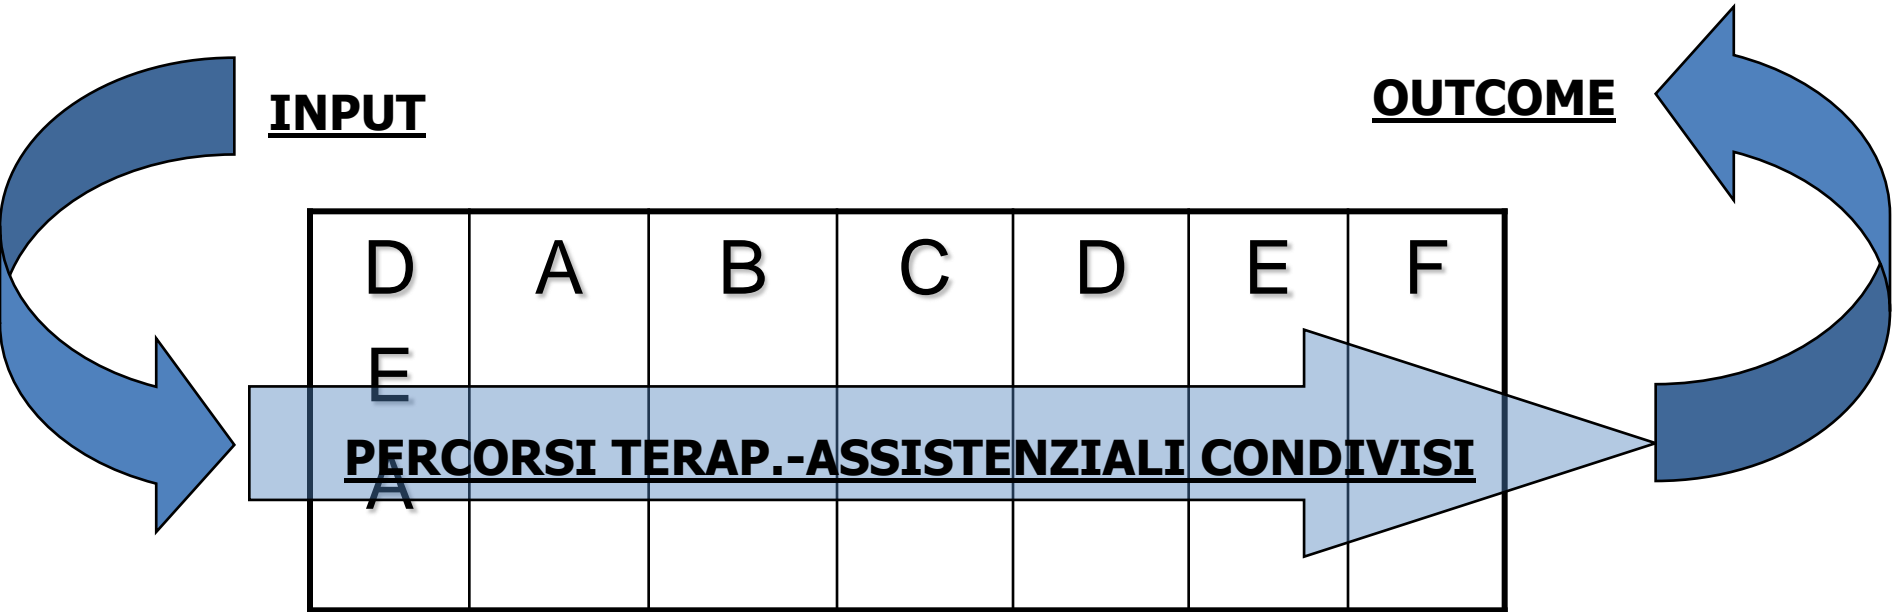 INPUT
OUTCOME
D A B C D E F
E
A
PERCORSI TERAP.-ASSISTENZIALI CONDIVISI